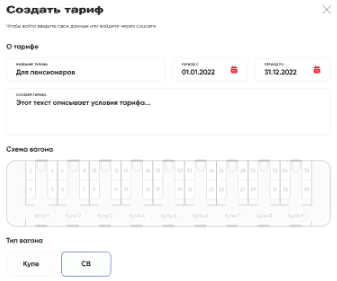 Создать тариф
Чтобы войти введите свои данные или войдите через соцсети
О тарифе
НАЗВАНИЕ ТАРИФА
Для пенсионеров
ПЕРИОД С
01.01.2022
ПЕРИОД ПО
31.12.2022
УСЛОВИЯ ТАРИФА
Этот текст описывает условия тарифа...
Схема вагона
Купе 1 Купе 2 Купе 3 Купе 4 Купе 5 Купе 6 Купе 7 Купе 8 Купе 9
Тип вагона
Купе
СВ